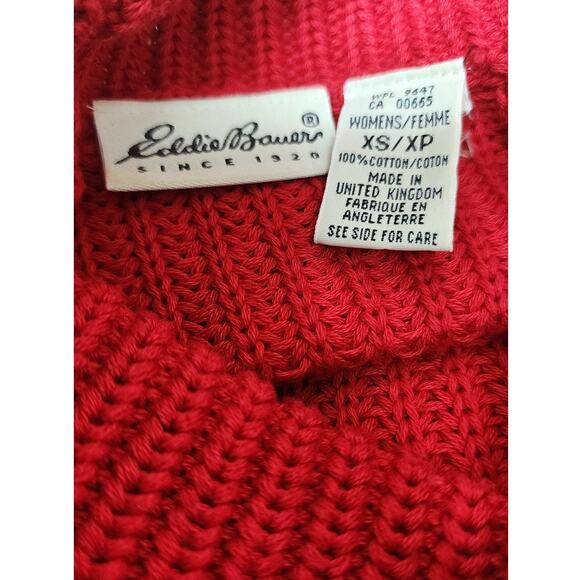 Eddie Bauer ®
SINCE 1920
WPL 9647
CA 00665
WOMENS/FEMME
XS/XP
100% COTTON/COTON
MADE IN
UNITED KINGDOM
FABRIQUE EN
ANGLETERRE
SEE SIDE FOR CARE